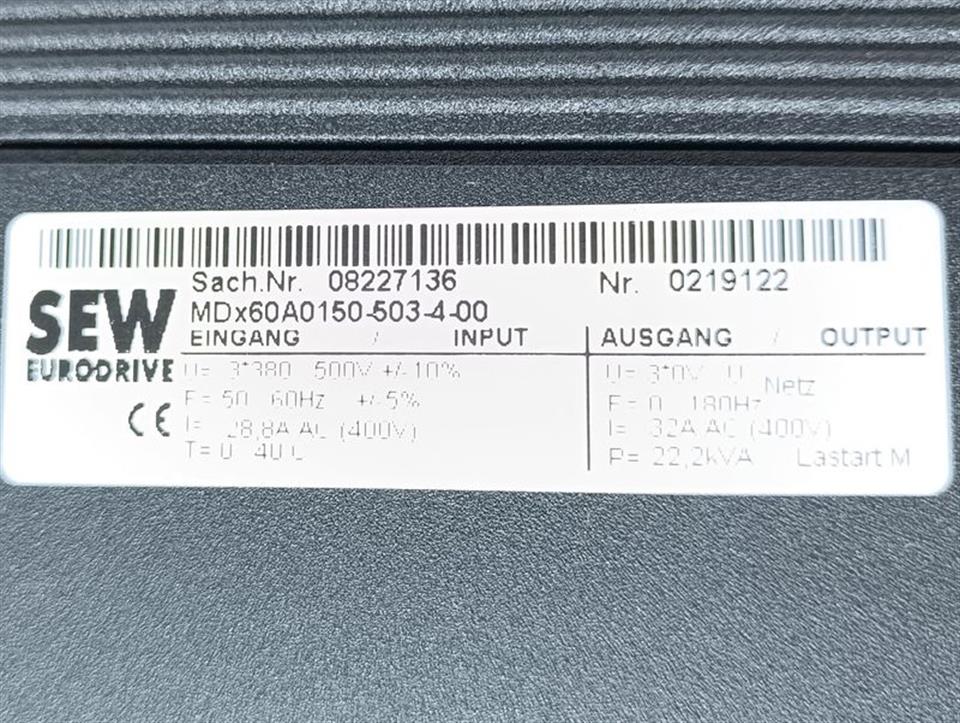 Sach.Nr. 08227136 Nr. 0219122
MDx60A0150-503-4-00
SEW
EURODRIVE
CE
EINGANG / INPUT
U= 3*380 500V +/-10%
F= 50 60Hz +/-5%
I= 28,8A AC (400V)
T= 0 40 C
AUSGANG / OUTPUT
U= 3*0V U Netz
F= 0 180Hz
I= 32A AC (400V)
P= 22,2kVA Lastart M